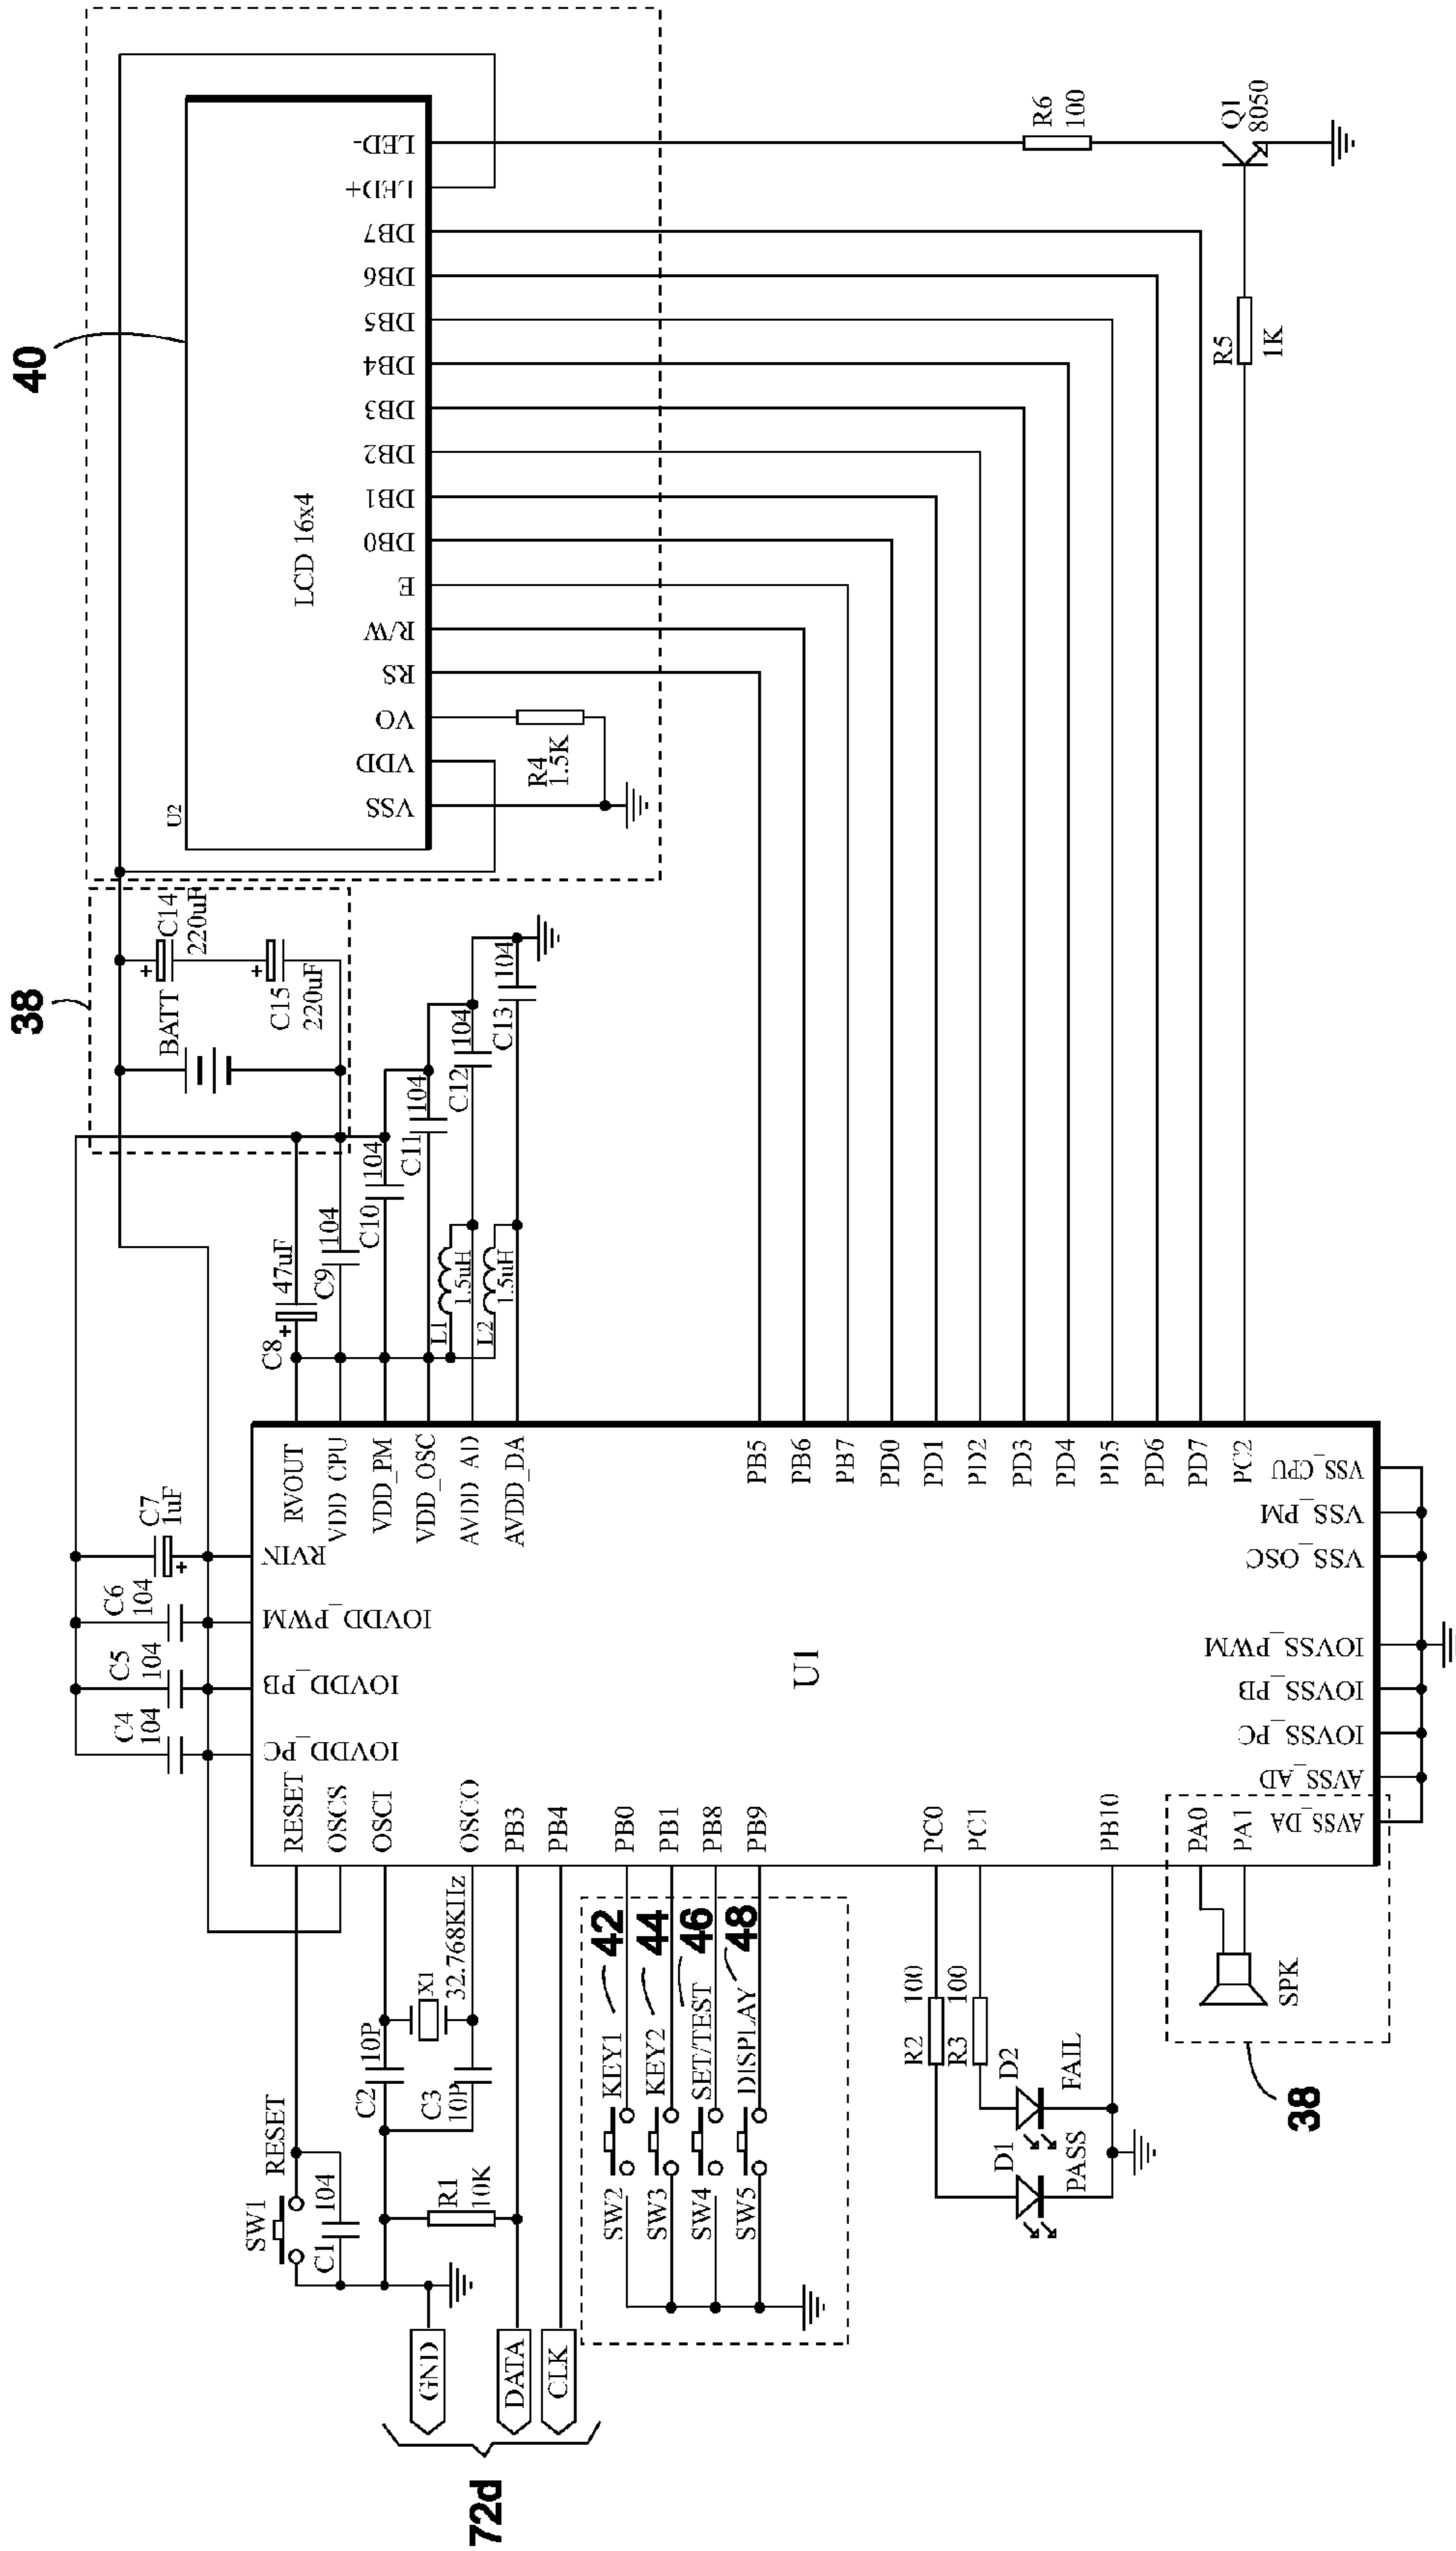 72d
GND
DATA
CLK
SW1
RESET
C1
104
R1
10K
C2
10P
C3
10P
X1
32.768KHz
SW2
KEY1
42
SW3
KEY2
44
SW4
SET/TEST
46
SW5
DISPLAY
48
D1
PASS
D2
FAIL
R2
100
R3
100
38
SPK
U1
RESET
OSCS
OSCI
OSCO
PB3
PB4
PB0
PB1
PB8
PB9
PC0
PC1
PB10
PA0
PA1
IOVDD_PC
IOVDD_PB
IOVDD_PWM
RVIN
AVSS_DA
AVSS_AD
IOVSS_PC
IOVSS_PB
IOVSS_PWM
VSS_OSC
VSS_PM
VSS_CPU
RVOUT
VDD_CPU
VDD_PM
VDD_OSC
AVDD_AD
AVDD_DA
PB5
PB6
PB7
PD0
PD1
PD2
PD3
PD4
PD5
PD6
PD7
PC2
C4
104
C5
104
C6
104
C7
1uF
+
C8
+
47uF
C9
104
C10
104
C11
104
C12
104
C13
104
L1
1.5uH
L2
1.5uH
38
BATT
+
C14
220uF
+
C15
220uF
40
U2
LCD 16x4
VSS
VDD
VO
RS
R/W
E
DB0
DB1
DB2
DB3
DB4
DB5
DB6
DB7
LED+
LED-
R4
1.5K
R5
1K
R6
100
Q1
8050